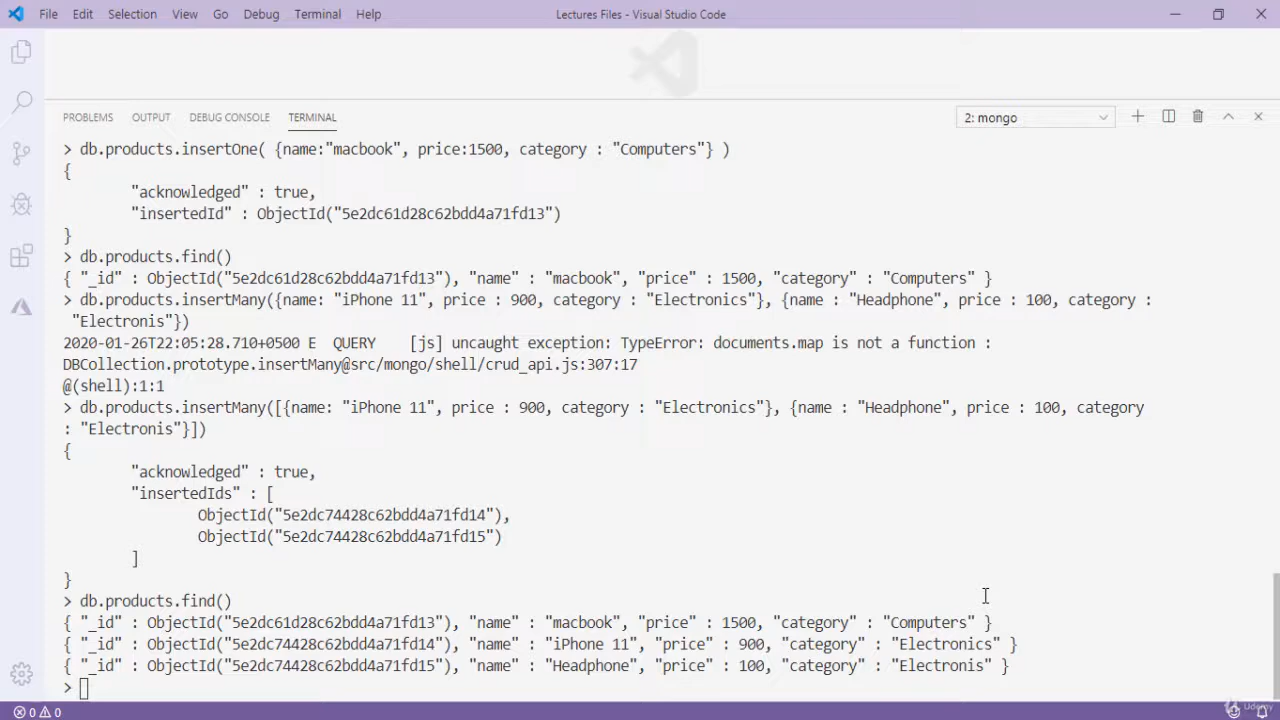 File Edit Selection View Go Debug Terminal Help Lectures Files - Visual Studio Code
PROBLEMS OUTPUT DEBUG CONSOLE TERMINAL 2: mongo
> db.products.insertOne( {name:"macbook", price:1500, category : "Computers"} )
{
"acknowledged" : true,
"insertedId" : ObjectId("5e2dc61d28c62bdd4a71fd13")
}
> db.products.find()
{ "_id" : ObjectId("5e2dc61d28c62bdd4a71fd13"), "name" : "macbook", "price" : 1500, "category" : "Computers" }
> db.products.insertMany({name: "iPhone 11", price : 900, category : "Electronics"}, {name : "Headphone", price : 100, category :
"Electronis"})
2020-01-26T22:05:28.710+0500 E QUERY [js] uncaught exception: TypeError: documents.map is not a function :
DBCollection.prototype.insertMany@src/mongo/shell/crud_api.js:307:17
@(shell):1:1
> db.products.insertMany([{name: "iPhone 11", price : 900, category : "Electronics"}, {name : "Headphone", price : 100, category
: "Electronis"}])
{
"acknowledged" : true,
"insertedIds" : [
ObjectId("5e2dc74428c62bdd4a71fd14"),
ObjectId("5e2dc74428c62bdd4a71fd15")
]
}
> db.products.find()
{ "_id" : ObjectId("5e2dc61d28c62bdd4a71fd13"), "name" : "macbook", "price" : 1500, "category" : "Computers" }
{ "_id" : ObjectId("5e2dc74428c62bdd4a71fd14"), "name" : "iPhone 11", "price" : 900, "category" : "Electronics" }
{ "_id" : ObjectId("5e2dc74428c62bdd4a71fd15"), "name" : "Headphone", "price" : 100, "category" : "Electronis" }
>
0 0 Udemy